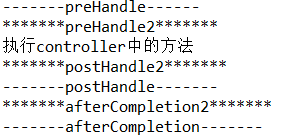 -------preHandle------
*******preHandle2*******
执行controller中的方法
*******postHandle2*******
-------postHandle-------
*******afterCompletion2*******
-------afterCompletion-------